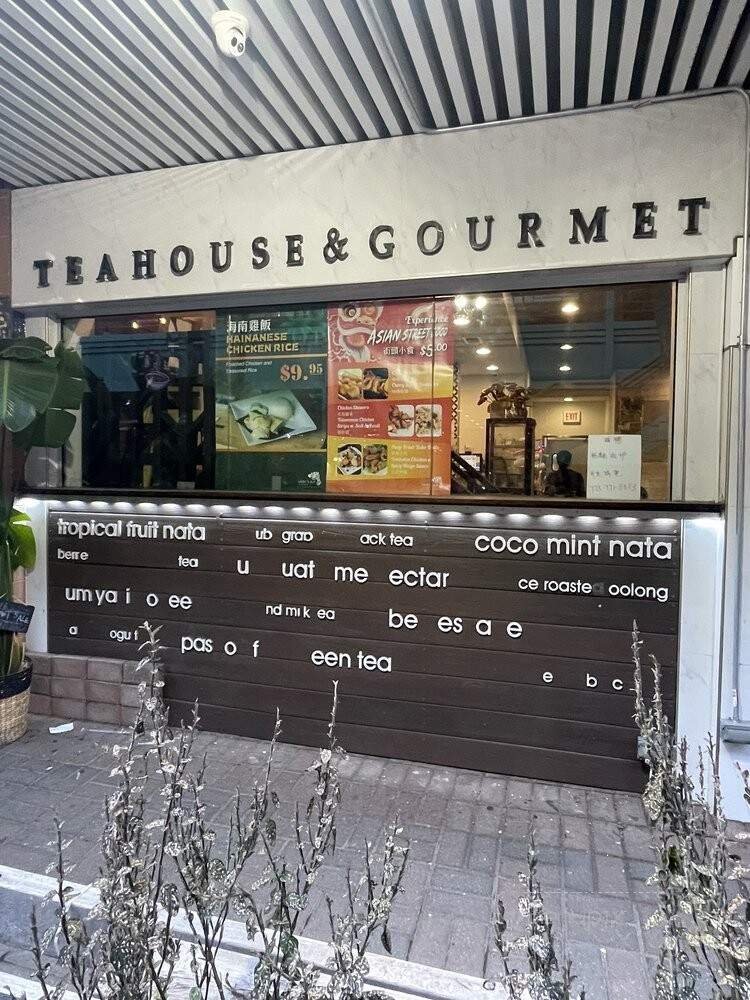 TEAHOUSE & GOURMET
海南雞飯
HAINANESE
CHICKEN RICE
$9.95
Experience
ASIAN STREET FOOD
街頭小食 $5.00
EXIT
tropical fruit nata ub grao ack tea coco mint nata
berre tea u uat me ectar ce roaste oolong
um ya i o ee nd mi k ea be es a e
a ogu t pas o f een tea e b c